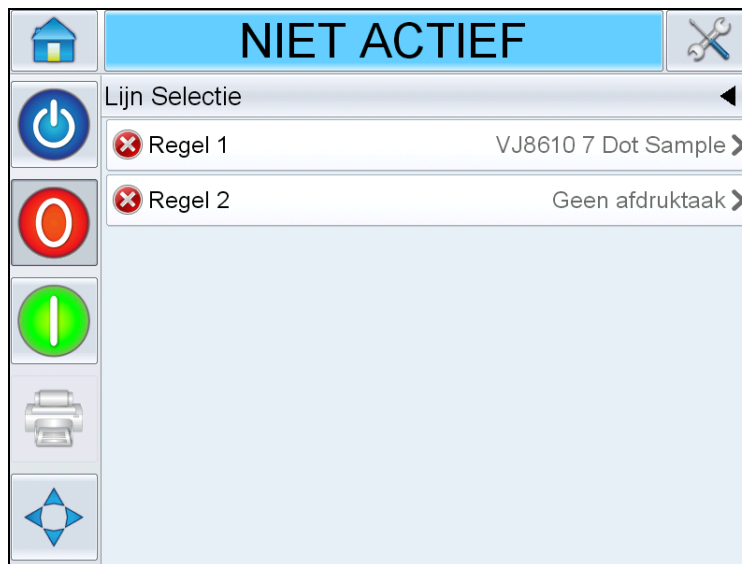 NIET ACTIEF
Lijn Selectie
Regel 1 VJ8610 7 Dot Sample
Regel 2 Geen afdruktaak